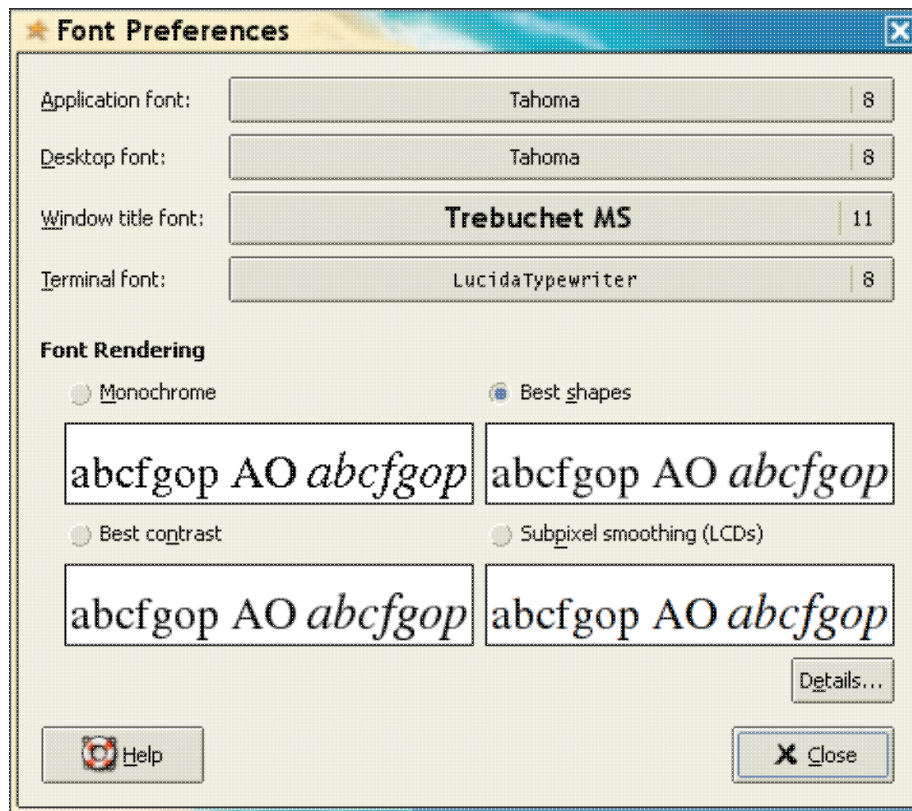 Font Preferences
Application font: Tahoma 8
Desktop font: Tahoma 8
Window title font: Trebuchet MS 11
Terminal font: LucidaTypewriter 8
Font Rendering
Monochrome Best shapes
abcfgop AO abcfgop abcfgop AO abcfgop
Best contrast Subpixel smoothing (LCDs)
abcfgop AO abcfgop abcfgop AO abcfgop
Details...
Help Close